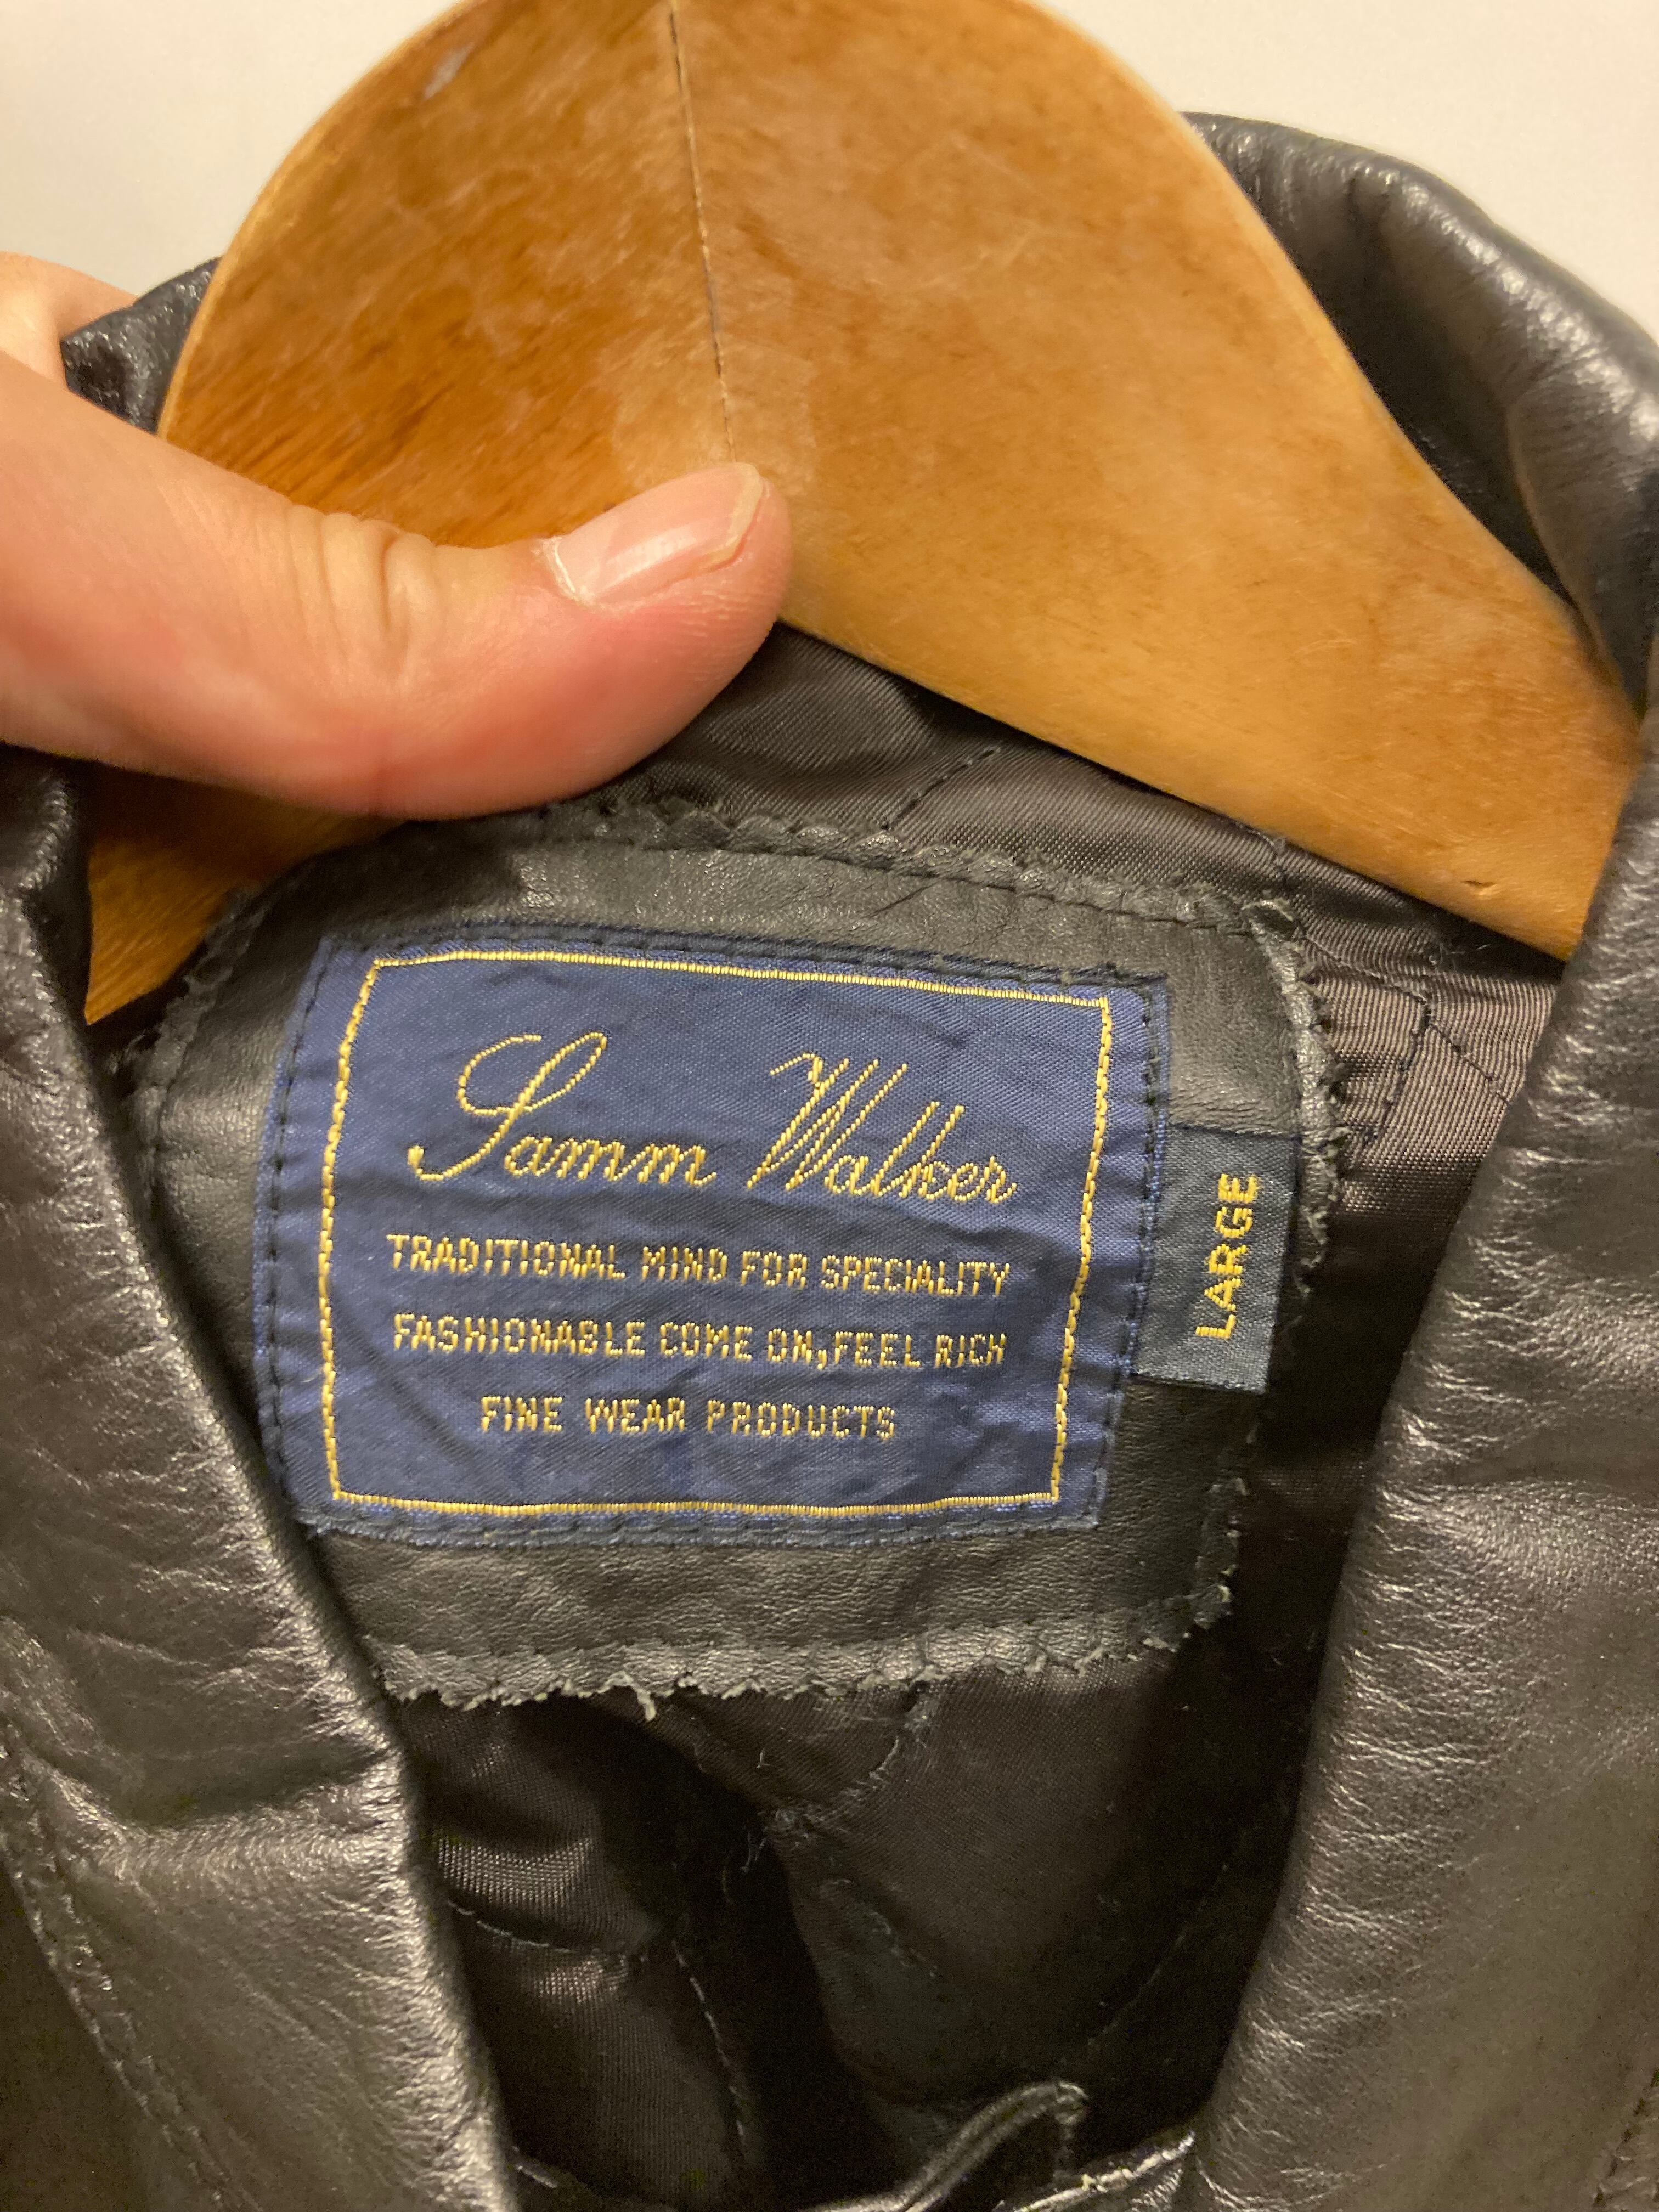 Samm Walker
TRADITIONAL MIND FOR SPECIALITY
FASHIONABLE COME ON,FEEL RICH
FINE WEAR PRODUCTS
LARGE